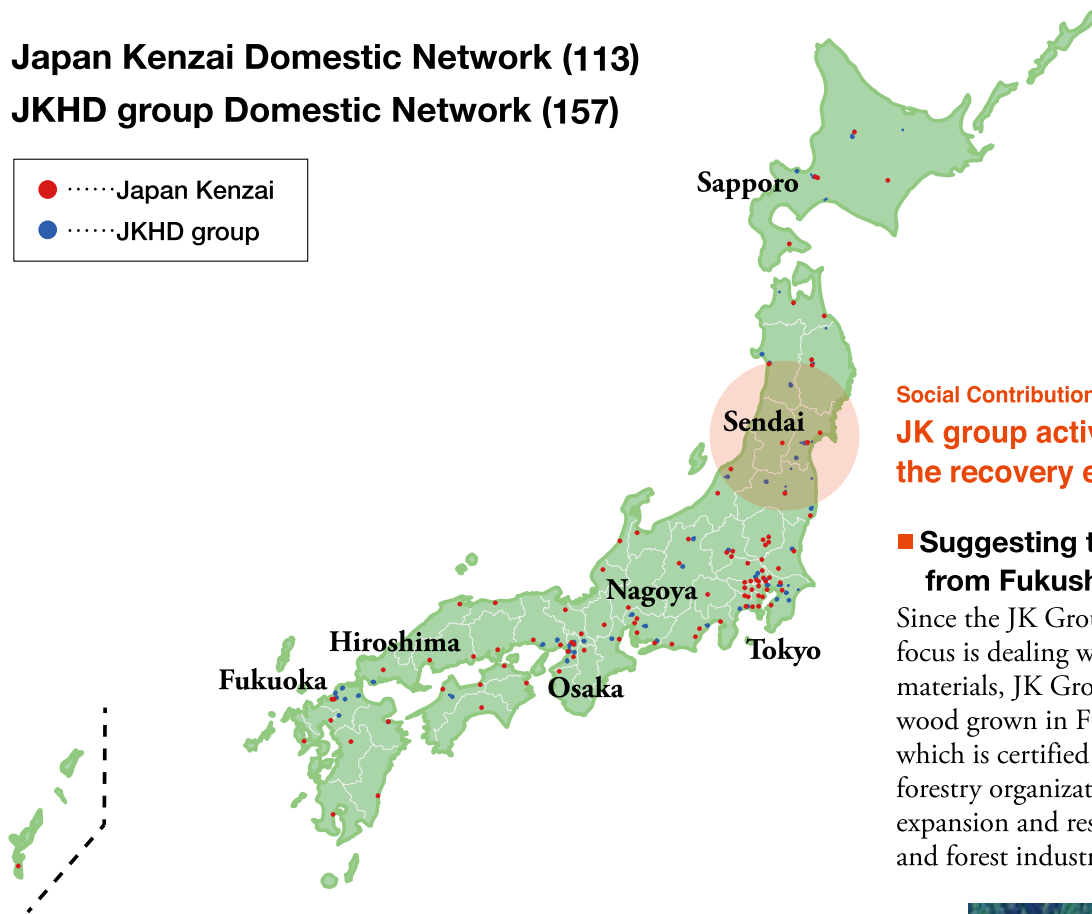 Japan Kenzai Domestic Network (113)
JKHD group Domestic Network (157)
······Japan Kenzai
······JKHD group
Sapporo
Sendai
Nagoya
Hiroshima
Tokyo
Fukuoka
Osaka
Social Contribution
JK group activ
the recovery e
■ Suggesting t
from Fukush
Since the JK Grou
focus is dealing w
materials, JK Gro
wood grown in F
which is certified
forestry organizat
expansion and res
and forest industr